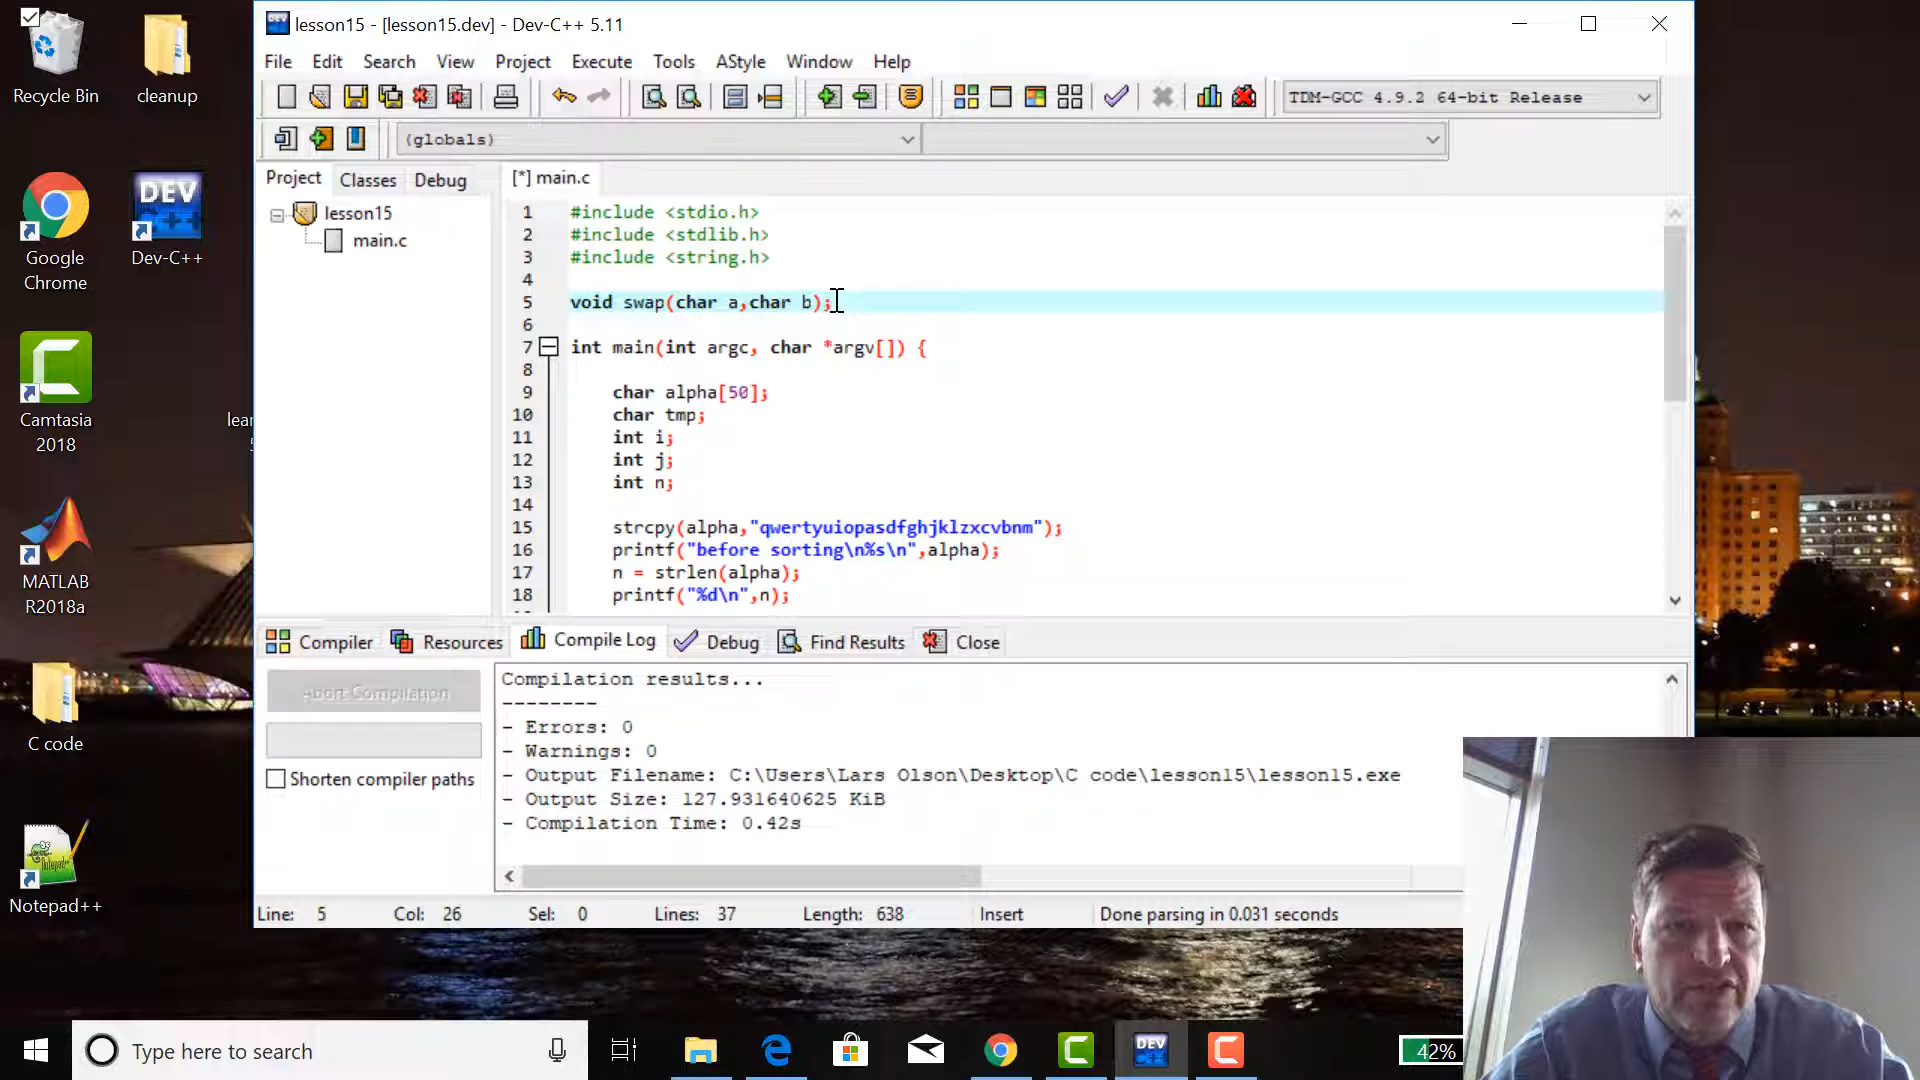 lesson15 - [lesson15.dev] - Dev-C++ 5.11
File Edit Search View Project Execute Tools AStyle Window Help
TDM-GCC 4.9.2 64-bit Release
(globals)
Project Classes Debug
[*] main.c
lesson15
main.c
1 #include <stdio.h>
2 #include <stdlib.h>
3 #include <string.h>
4
5 void swap(char a,char b);
6
7 int main(int argc, char *argv[]) {
8
9 char alpha[50];
10 char tmp;
11 int i;
12 int j;
13 int n;
14
15 strcpy(alpha,"qwertyuiopasdfghjklzxcvbnm");
16 printf("before sorting\n%s\n",alpha);
17 n = strlen(alpha);
18 printf("%d\n",n);
Compiler Resources Compile Log Debug Find Results Close
Abort Compilation
Shorten compiler paths
Compilation results...
--------
- Errors: 0
- Warnings: 0
- Output Filename: C:\Users\Lars Olson\Desktop\C code\lesson15\lesson15.exe
- Output Size: 127.931640625 KiB
- Compilation Time: 0.42s
Line: 5 Col: 26 Sel: 0 Lines: 37 Length: 638 Insert Done parsing in 0.031 seconds
Recycle Bin
cleanup
Google
Chrome
DEV
C++
Dev-C++
Camtasia
2018
lear
MATLAB
R2018a
C code
Notepad++
Type here to search
DEV
42%